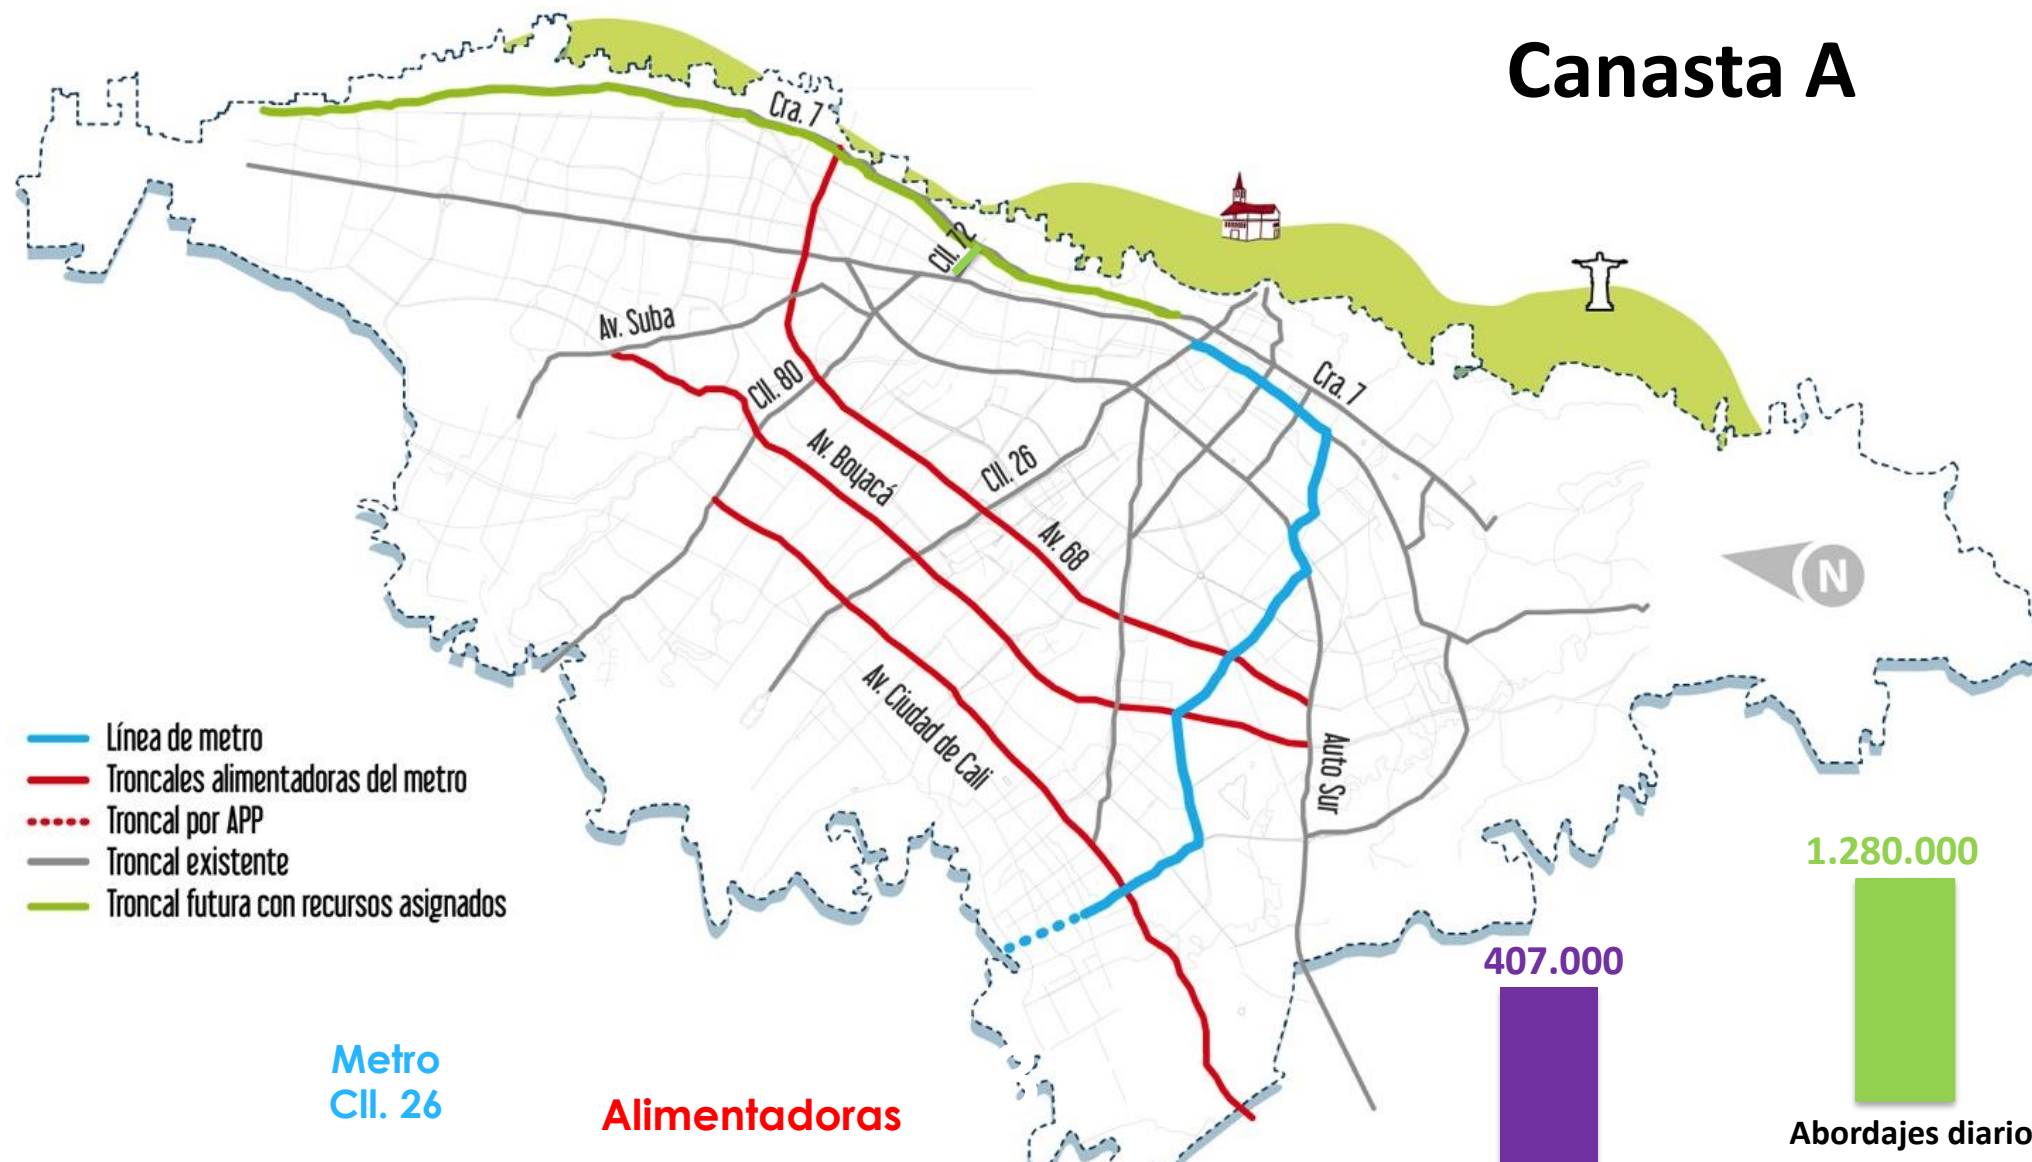 Canasta A
Cra. 7
Cll. 72
Av. Suba
Cll. 80
Cra. 7
Av. Boyacá
Cll. 26
Av. 68
N
Av. Ciudad de Cali
Auto Sur
Línea de metro
Troncales alimentadoras del metro
Troncal por APP
Troncal existente
Troncal futura con recursos asignados
1.280.000
407.000
Metro
Cll. 26
Alimentadoras
Abordajes diario